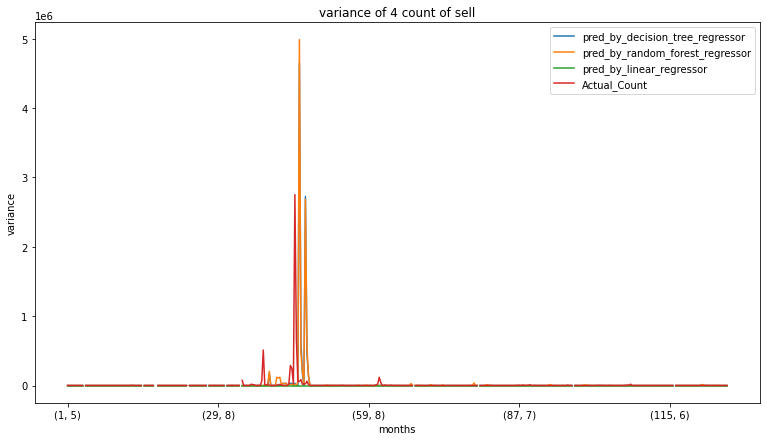 variance of 4 count of sell
1e6
pred_by_decision_tree_regressor
pred_by_random_forest_regressor
pred_by_linear_regressor
Actual_Count
5
4
3
2
1
0
variance
(1, 5)
(29, 8)
(59, 8)
(87, 7)
(115, 6)
months